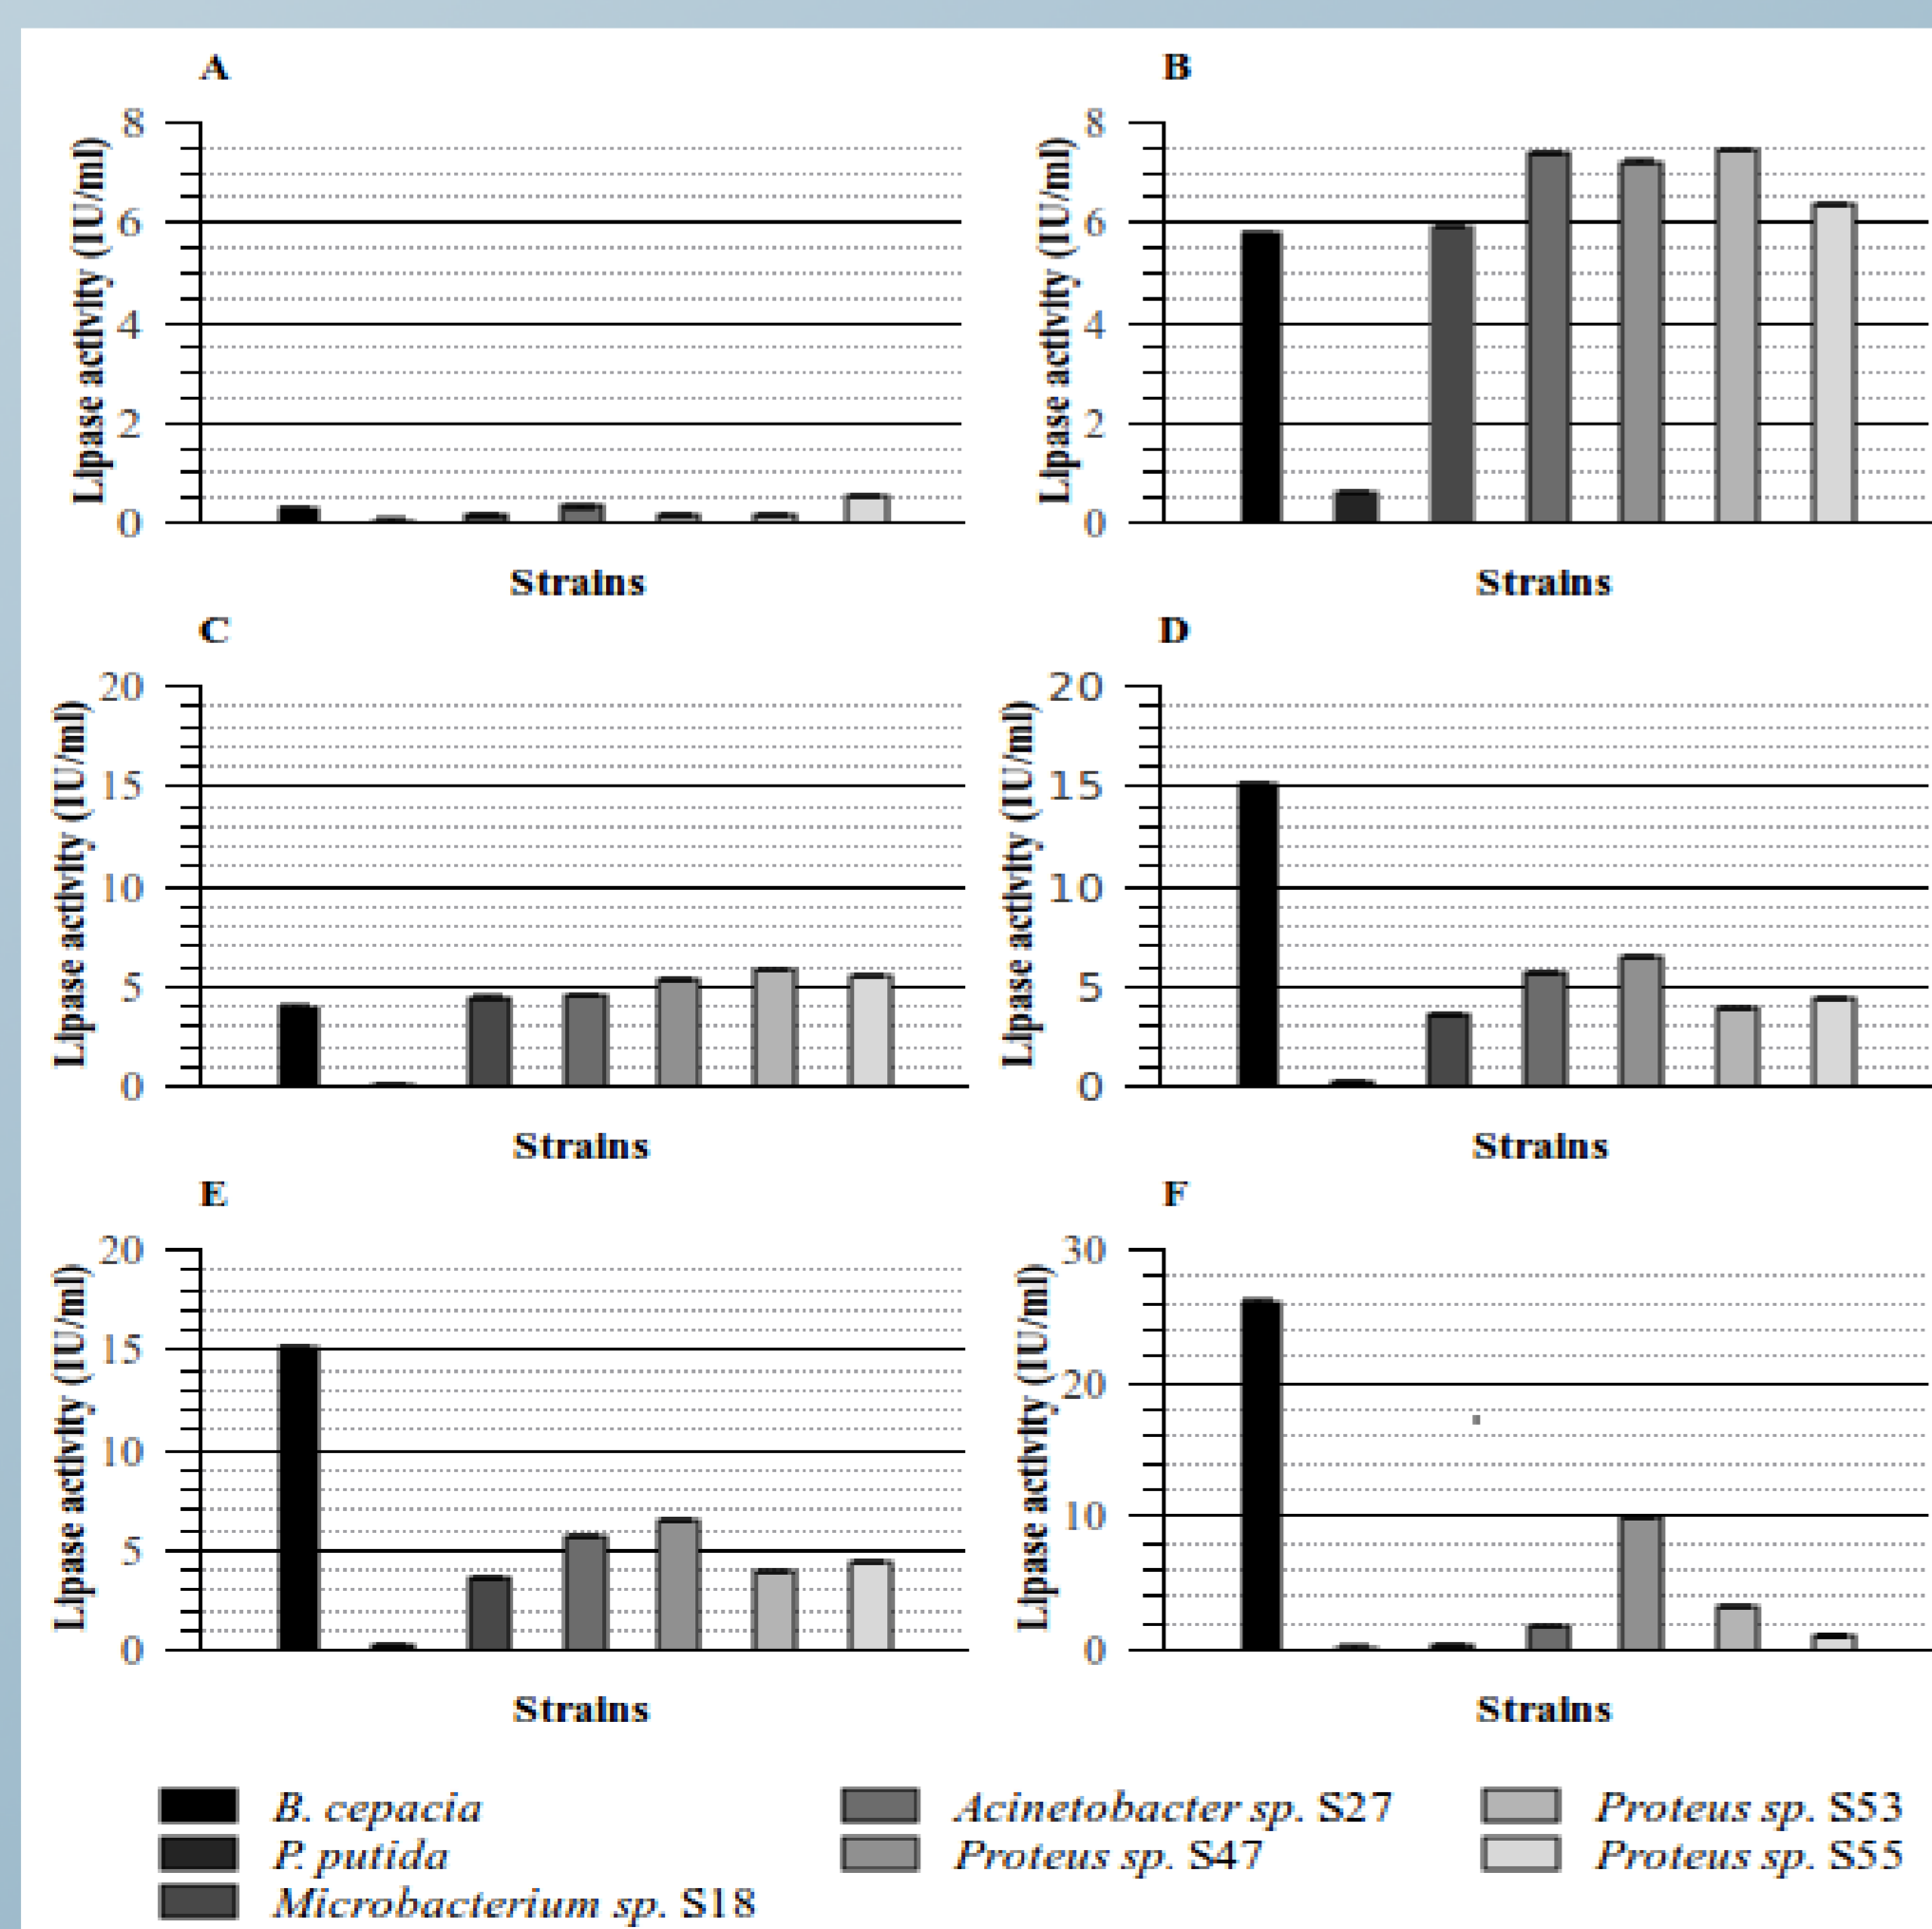 A
8
6
4
2
0
Lipase activity (IU/ml)
Strains
B
8
6
4
2
0
Lipase activity (IU/ml)
Strains
C
20
15
10
5
0
Lipase activity (IU/ml)
Strains
D
20
15
10
5
0
Lipase activity (IU/ml)
Strains
E
20
15
10
5
0
Lipase activity (IU/ml)
Strains
F
30
20
10
0
Lipase activity (IU/ml)
Strains
B. cepacia
P. putida
Microbacterium sp. S18
Acinetobacter sp. S27
Proteus sp. S47
Proteus sp. S53
Proteus sp. S55